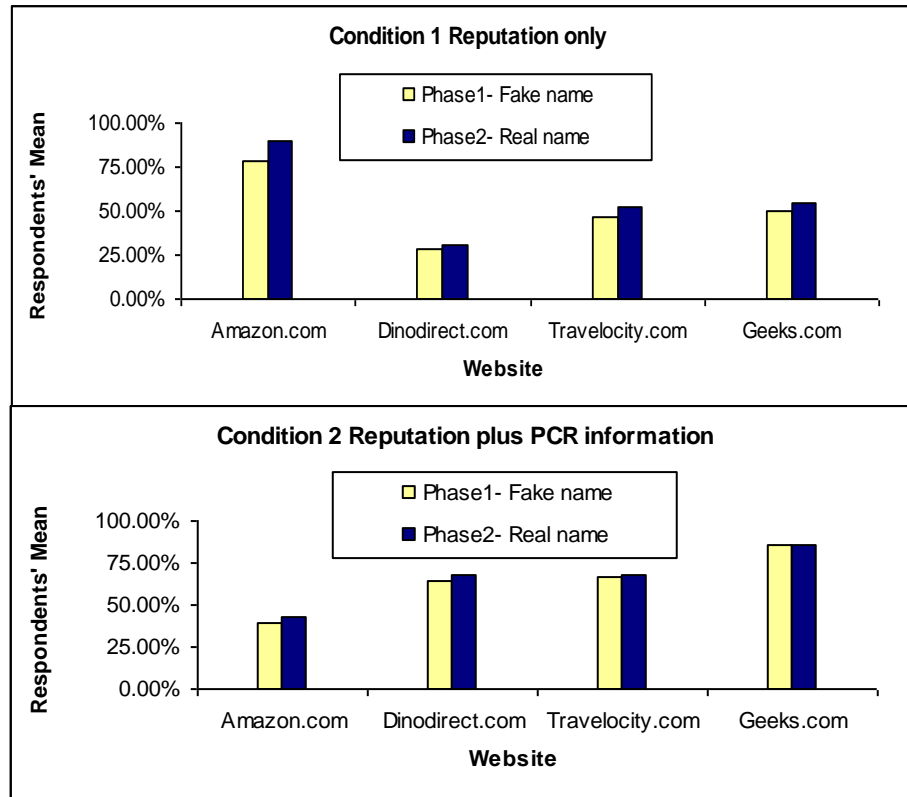 Condition 1 Reputation only
Phase1- Fake name
Phase2- Real name
Respondents' Mean
100.00%
75.00%
50.00%
25.00%
0.00%
Amazon.com Dinodirect.com Travelocity.com Geeks.com
Website
Condition 2 Reputation plus PCR information
Phase1- Fake name
Phase2- Real name
Respondents' Mean
100.00%
75.00%
50.00%
25.00%
0.00%
Amazon.com Dinodirect.com Travelocity.com Geeks.com
Website